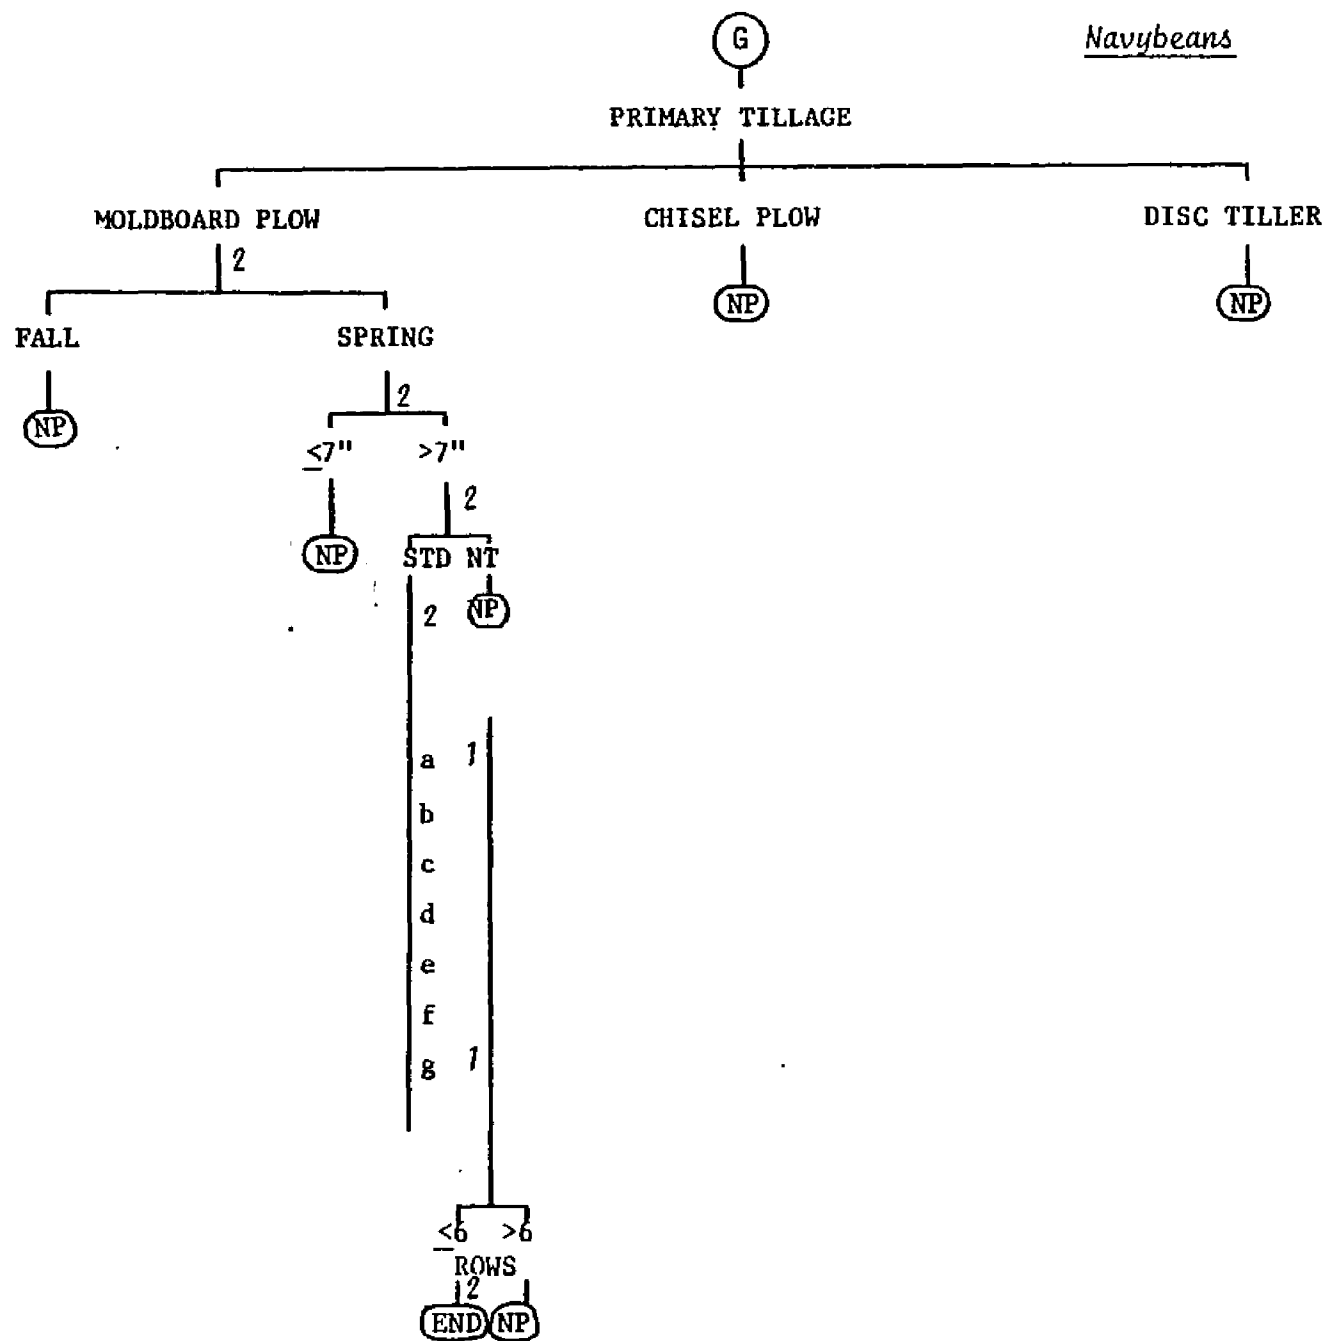 G
Navybeans
PRIMARY TILLAGE
MOLDBOARD PLOW CHISEL PLOW DISC TILLER
2
NP NP
FALL SPRING
2
NP
≤7" >7"
2
NP STD NT
2 NP
a 1
b
c
d
e
f
g 1
≤6 >6
ROWS
2
END NP